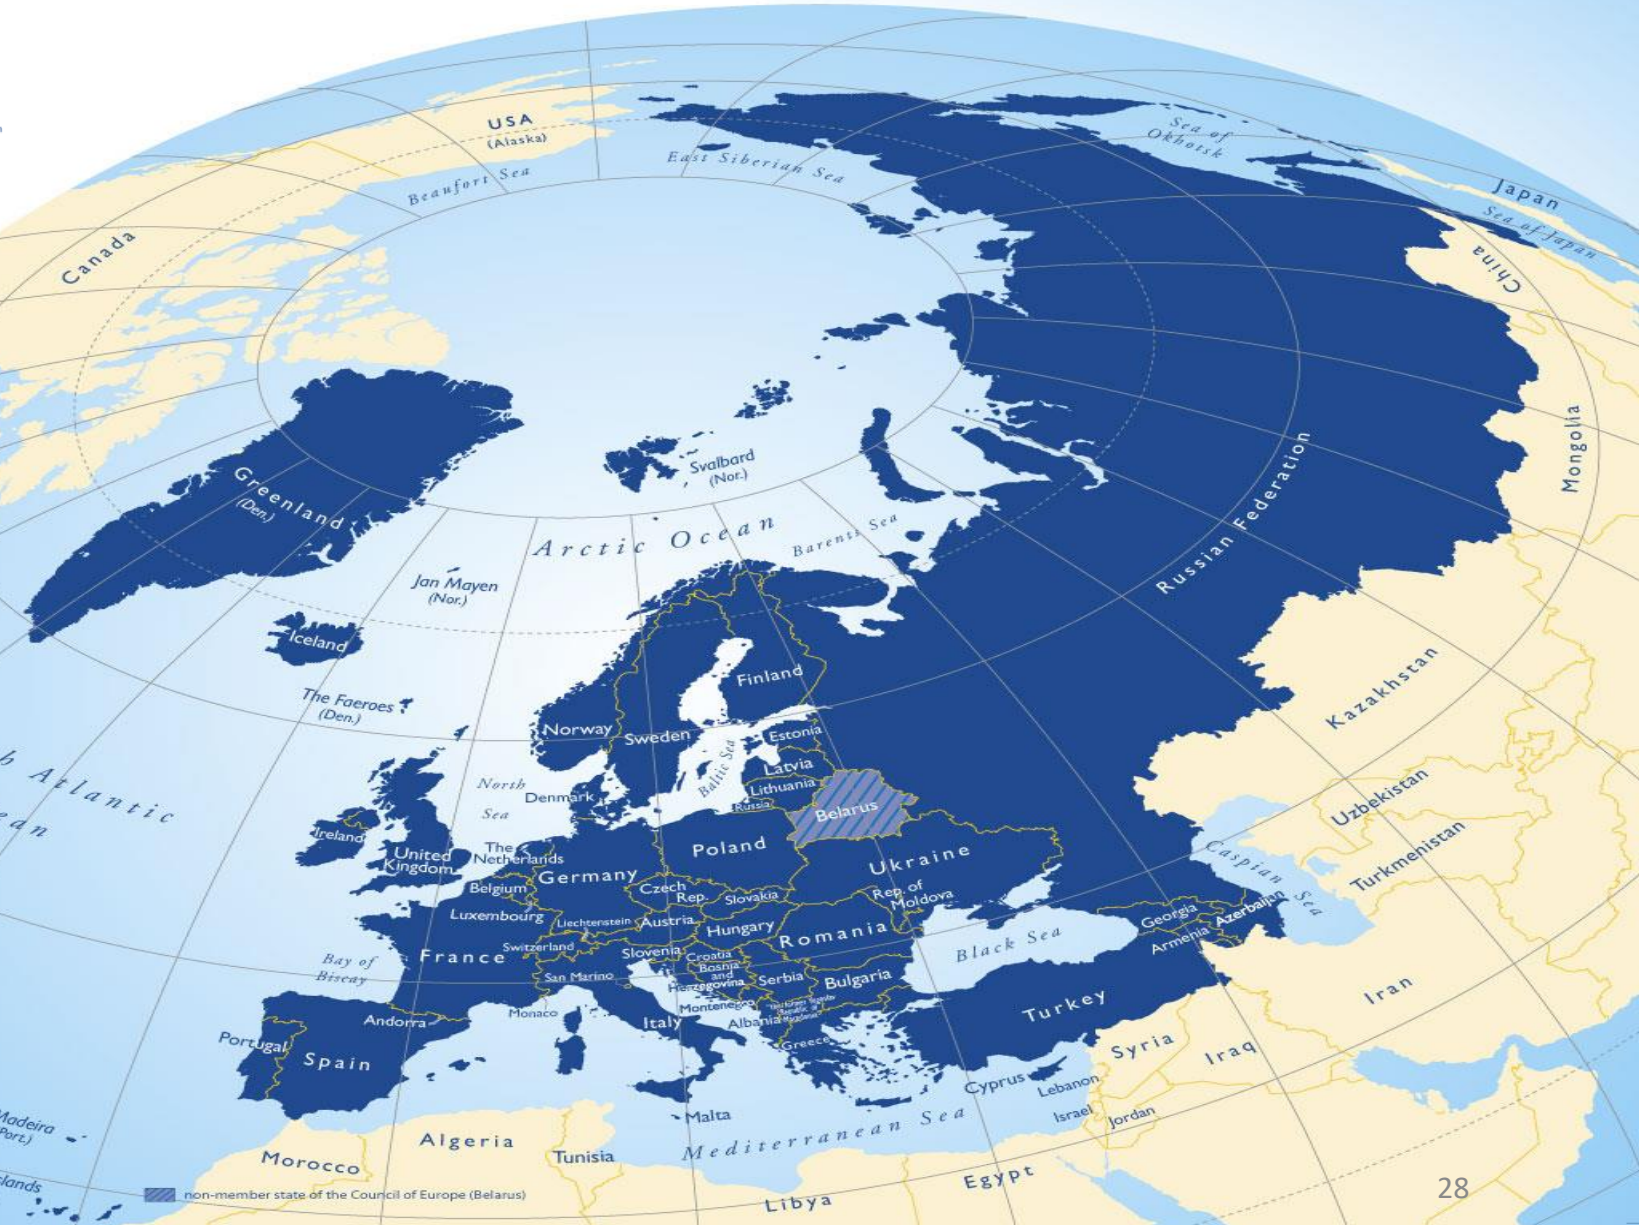 USA
(Alaska)
Beaufort Sea
East Siberian Sea
Sea of
Okhotsk
Japan
Sea of Japan
China
Canada
Mongolia
Greenland
(Den.)
Svalbard
(Nor.)
Arctic Ocean
Barents Sea
Russian Federation
Jan Mayen
(Nor.)
Iceland
The Faeroes
(Den.)
Finland
Norway
Sweden
Estonia
Baltic Sea
Latvia
Lithuania
Russia
Belarus
Kazakhstan
Uzbekistan
Turkmenistan
Caspian Sea
Atlantic
North
Sea
Denmark
Ireland
United
Kingdom
The
Netherlands
Belgium
Germany
Poland
Ukraine
Luxembourg
Czech
Rep.
Slovakia
Rep. of
Moldova
Liechtenstein
Austria
Hungary
Romania
Switzerland
Slovenia
Croatia
Bosnia
and
Herzegovina
Serbia
Bulgaria
Black Sea
Georgia
Armenia
Azerbaijan
France
Bay of
Biscay
San Marino
Monaco
Montenegro
Andorra
Italy
Albania
Greece
Turkey
Portugal
Spain
Syria
Iraq
Iran
Cyprus
Lebanon
Israel
Jordan
Malta
Mediterranean Sea
Madeira
(Port.)
Morocco
Algeria
Tunisia
Libya
Egypt
non-member state of the Council of Europe (Belarus)
28